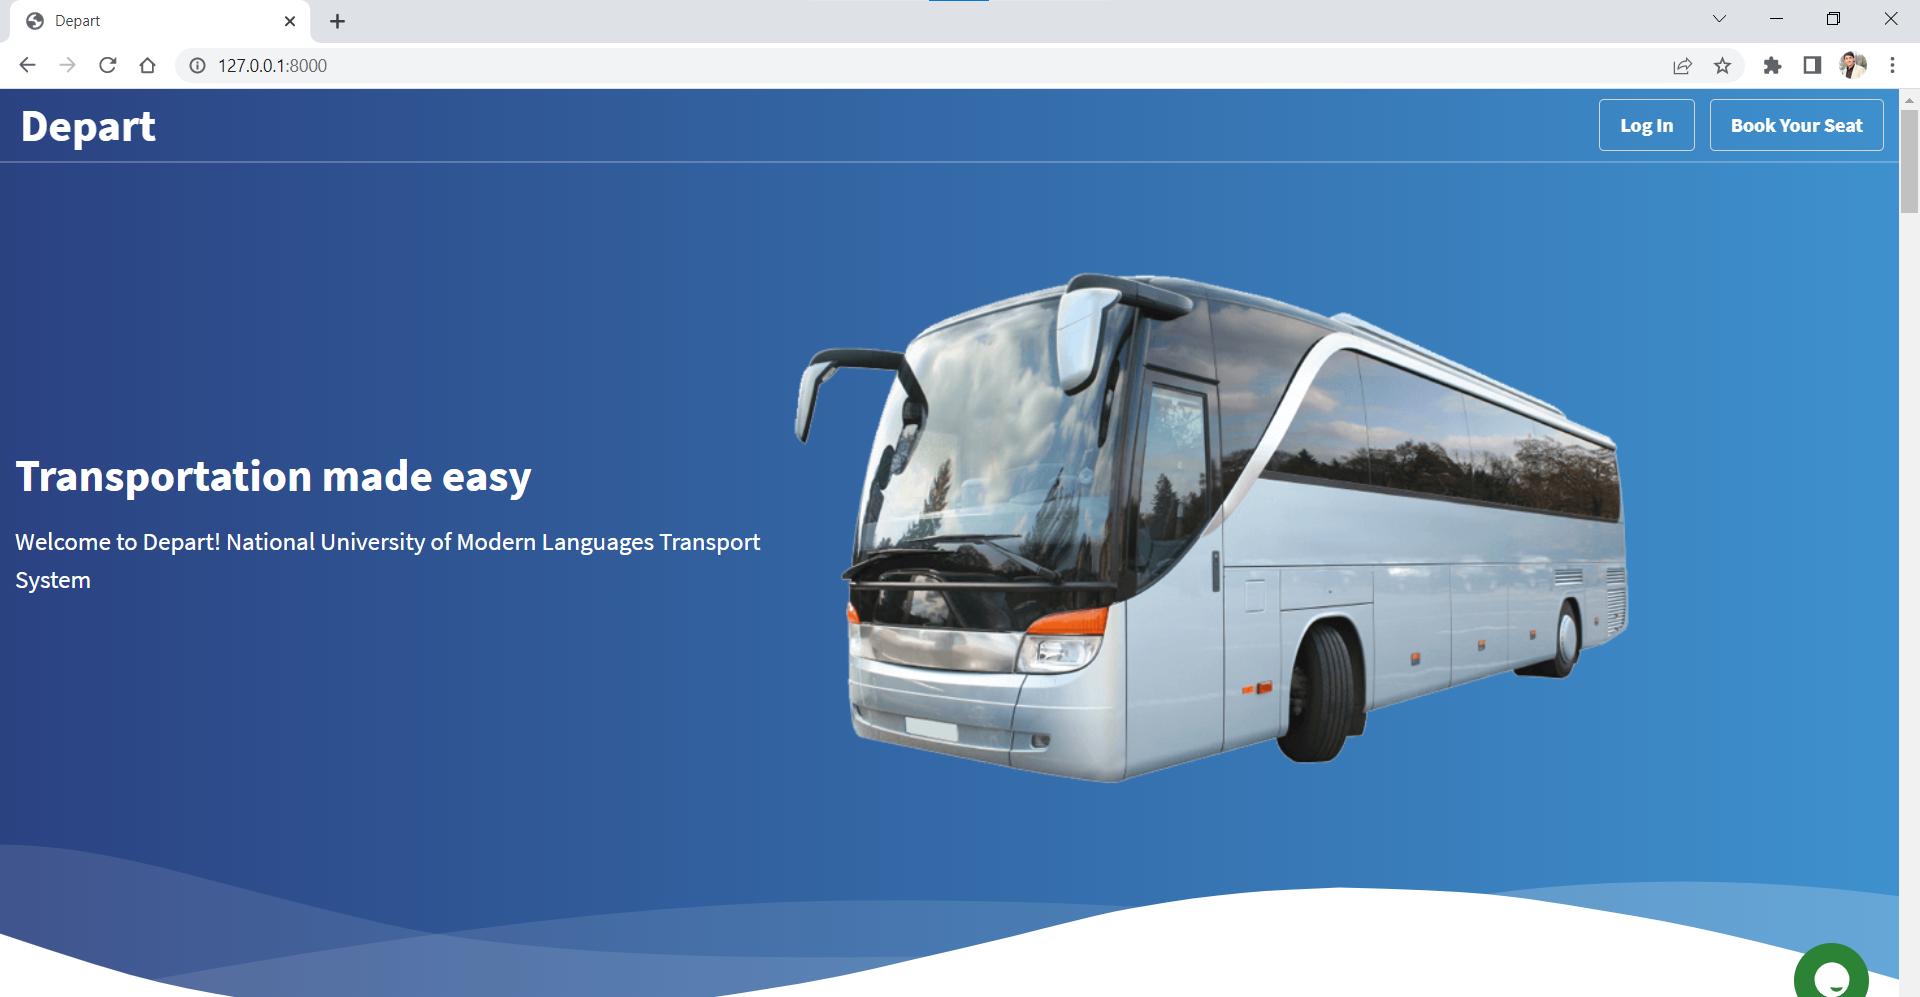 Depart
127.0.0.1:8000
Depart
Log In
Book Your Seat
Transportation made easy
Welcome to Depart! National University of Modern Languages Transport
System